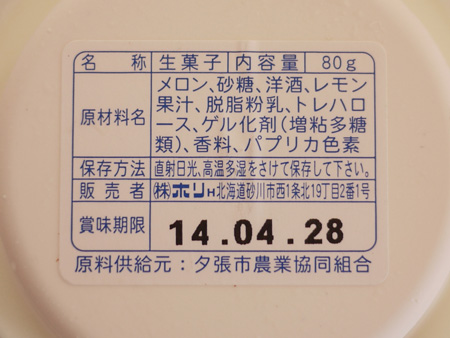 名 称 生菓子 内容量 80g
原材料名 メロン、砂糖、洋酒、レモン
果汁、脱脂粉乳、トレハロ
ース、ゲル化剤(増粘多糖
類)、香料、パプリカ色素
保存方法 直射日光、高温多湿をさけて保存して下さい。
販売者 ㈱ホリH 北海道砂川市西1条北19丁目2番1号
賞味期限 14.04.28
原料供給元:夕張市農業協同組合